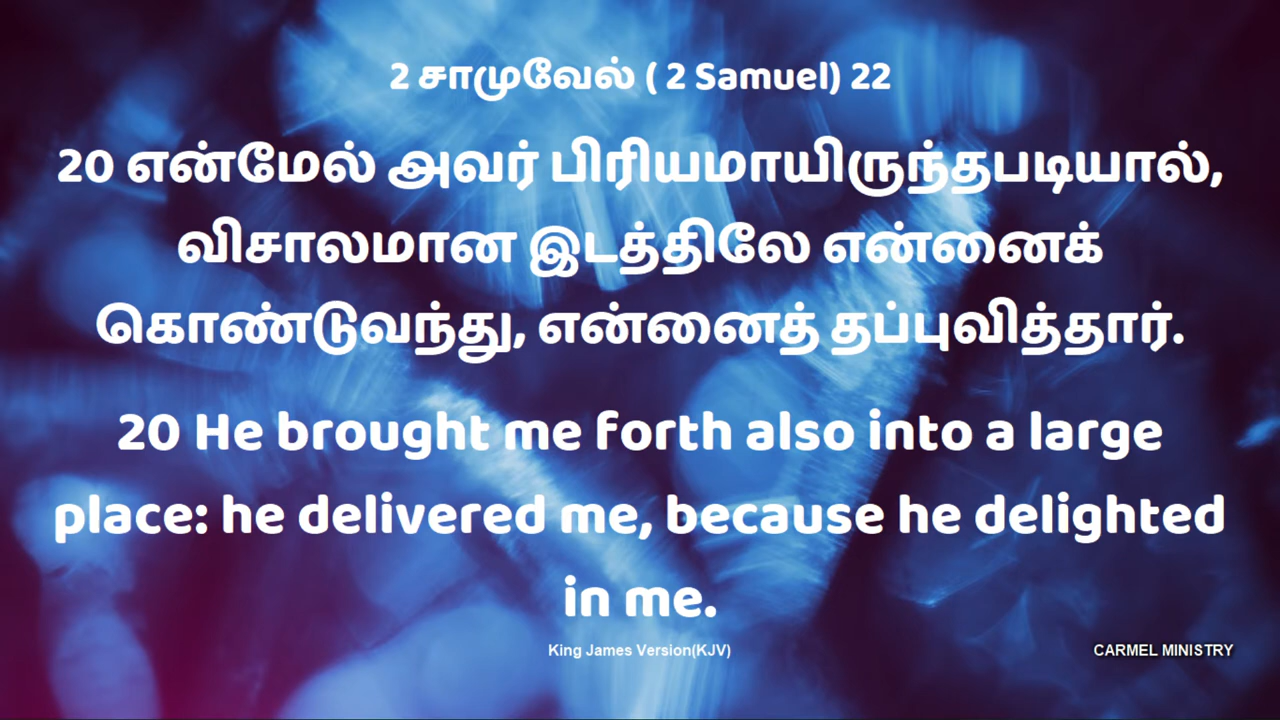 2 சாமுவேல் ( 2 Samuel) 22
20 என்மேல் அவர் பிரியமாயிருந்தபடியால்,
விசாலமான இடத்திலே என்னைக்
கொண்டுவந்து, என்னைத் தப்புவித்தார்.
20 He brought me forth also into a large
place: he delivered me, because he delighted
in me.
King James Version(KJV)
CARMEL MINISTRY